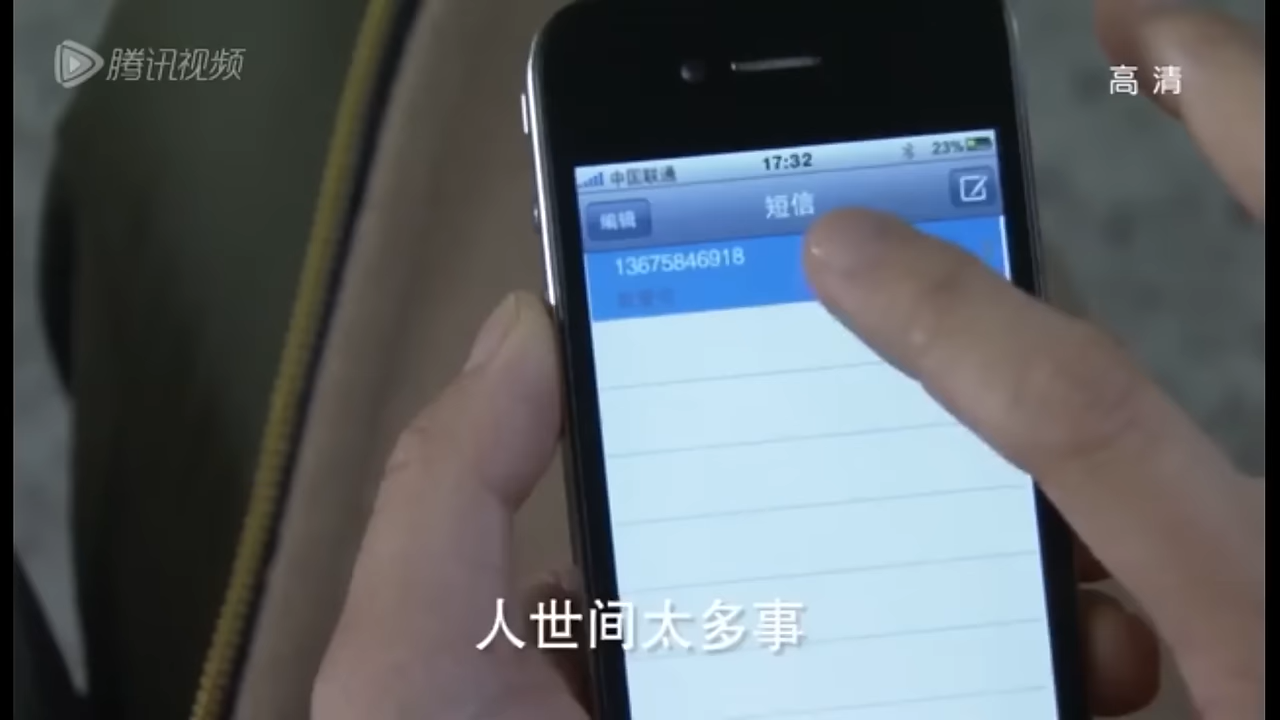 腾讯视频
高清
中国联通 17:32 23%
编辑 短信
13675846918
人世间太多事